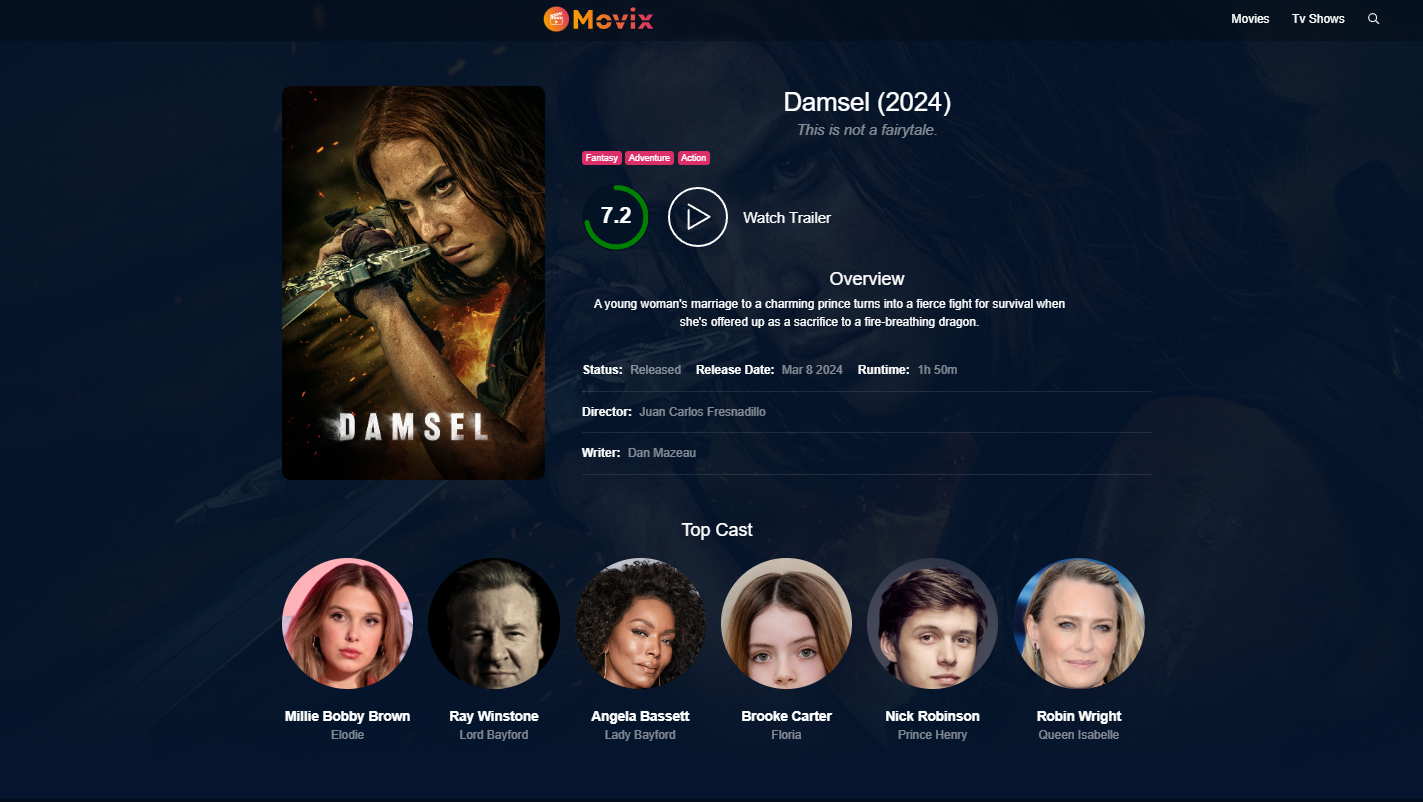 Movix
Movies Tv Shows
Damsel (2024)
This is not a fairytale.
Fantasy Adventure Action
7.2 Watch Trailer
Overview
A young woman's marriage to a charming prince turns into a fierce fight for survival when
she's offered up as a sacrifice to a fire-breathing dragon.
Status: Released Release Date: Mar 8 2024 Runtime: 1h 50m
Director: Juan Carlos Fresnadillo
DAMSEL
Writer: Dan Mazeau
Top Cast
Millie Bobby Brown Ray Winstone Angela Bassett Brooke Carter Nick Robinson Robin Wright
Elodie Lord Bayford Lady Bayford Floria Prince Henry Queen Isabelle